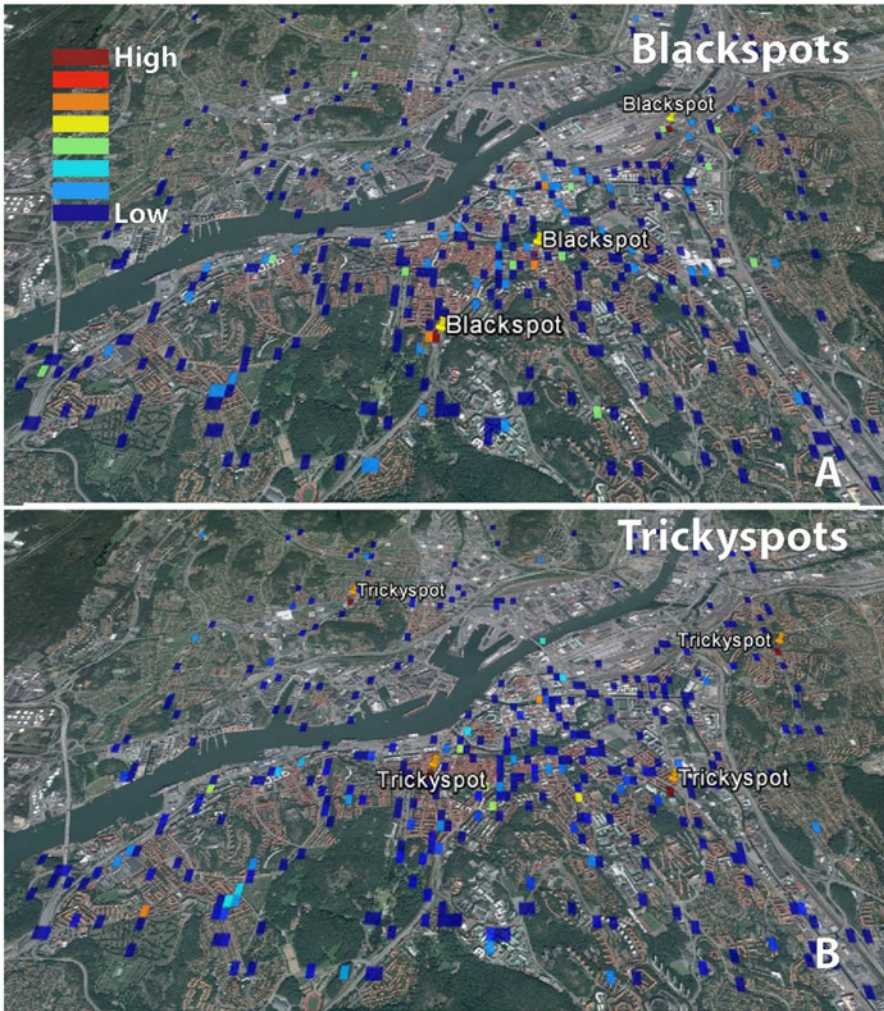 Blackspots
High
Low
Blackspot
Blackspot
Blackspot
A
Trickyspots
Trickyspot
Trickyspot
Trickyspot
Trickyspot
B